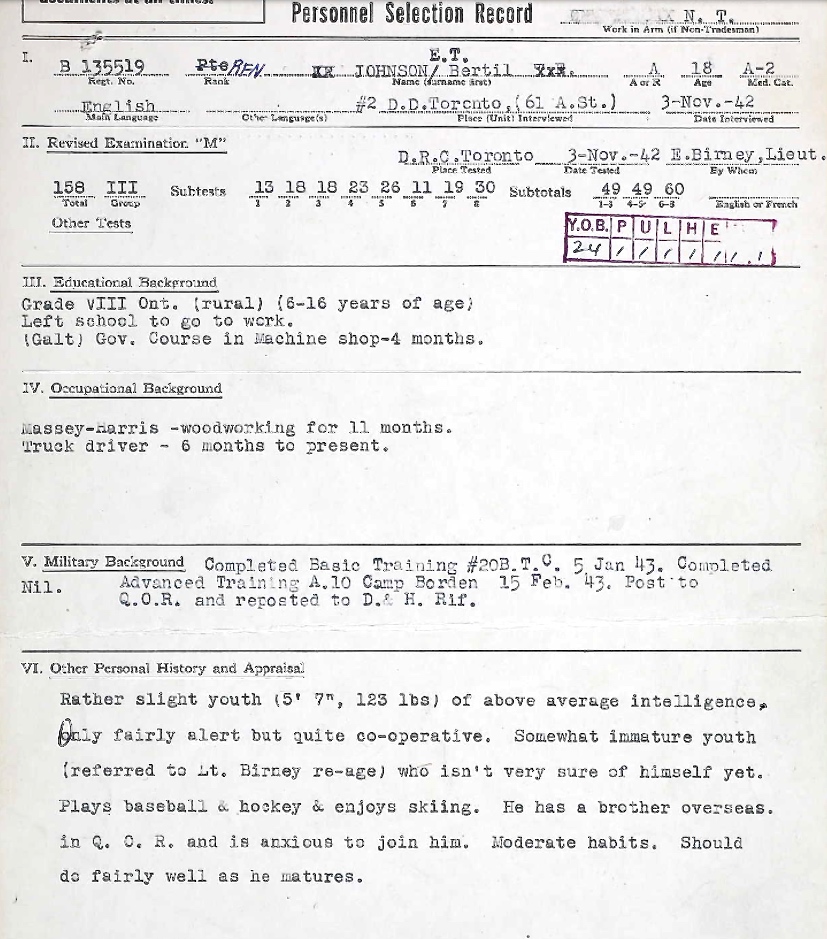 documents at all times.
Personnel Selection Record
N. T.
Work in Arm (if Non-Tradesman)
I.
E.T.
B 135519 Pte REN JOHNSON/ Bertil A 18 A-2
Regt. No. Rank Name (surname first) A or R Age Med. Cat.
English #2 D.D.Toronto,(61 A.St.) 3-Nov.-42
Main Language Other Language(s) Place (Unit) Interviewed Date Interviewed
II. Revised Examination "M"
D.R.C.Toronto 3-Nov.-42 E.Birney,Lieut.
Place Tested Date Tested By Whom
158 III Subtests 13 18 18 23 26 11 19 30 Subtotals 49 49 60
Total Group 1 2 3 4 5 6 7 8 1-3 4-5 6-8 English or French
Other Tests
Y.O.B. P U L H E
24 / / / /
III. Educational Background
Grade VIII Ont. (rural) (6-16 years of age)
Left school to go to work.
(Galt) Gov. Course in Machine shop-4 months.
IV. Occupational Background
Massey-Harris -woodworking for 11 months.
Truck driver - 6 months to present.
V. Military Background Completed Basic Training #20B.T.C. 5 Jan 43. Completed
Nil. Advanced Training A.10 Camp Borden 15 Feb. 43. Post to
Q.O.R. and reposted to D.& H. Rif.
VI. Other Personal History and Appraisal
Rather slight youth (5' 7", 123 lbs) of above average intelligence,
Only fairly alert but quite co-operative. Somewhat immature youth
(referred to Lt. Birney re-age) who isn't very sure of himself yet.
Plays baseball & hockey & enjoys skiing. He has a brother overseas.
in Q. O. R. and is anxious to join him. Moderate habits. Should
do fairly well as he matures.